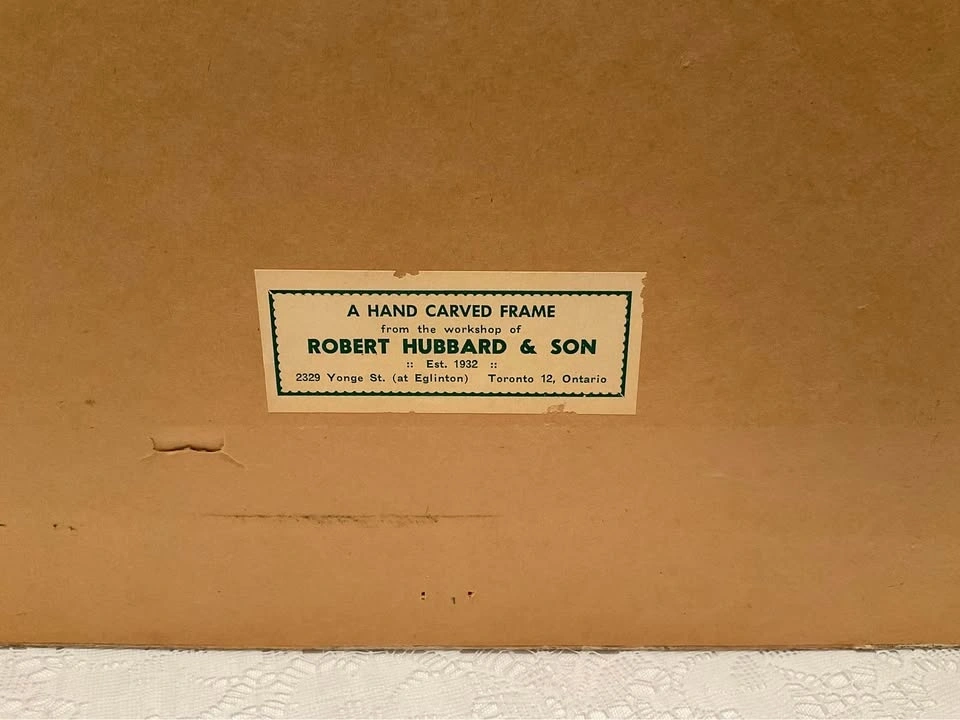 A HAND CARVED FRAME
from the workshop of
ROBERT HUBBARD & SON
:: Est. 1932 ::
2329 Yonge St. (at Eglinton) Toronto 12, Ontario